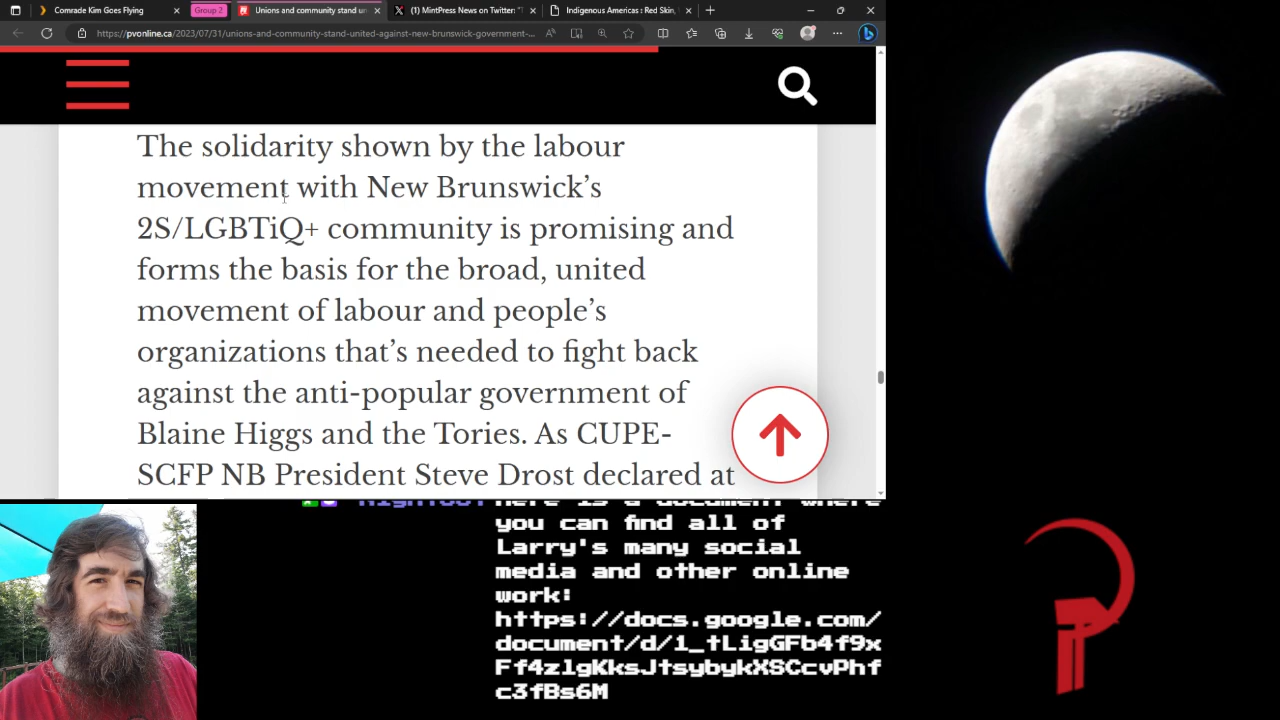 Comrade Kim Goes Flying
Group 2
Unions and community stand un
(1) MintPress News on Twitter: "T
Indigenous Americas : Red Skin, W
https://pvonline.ca/2023/07/31/unions-and-community-stand-united-against-new-brunswick-government-...
The solidarity shown by the labour
movement with New Brunswick's
2S/LGBTiQ+ community is promising and
forms the basis for the broad, united
movement of labour and people's
organizations that's needed to fight back
against the anti-popular government of
Blaine Higgs and the Tories. As CUPE-
SCFP NB President Steve Drost declared at
here is a document where
you can find all of
Larry's many social
media and other online
work:
https://docs.google.com/
document/d/1_tLigGFb4f9x
Ff4zlgKksJtsybykXSCcvPhf
c3fBs6M